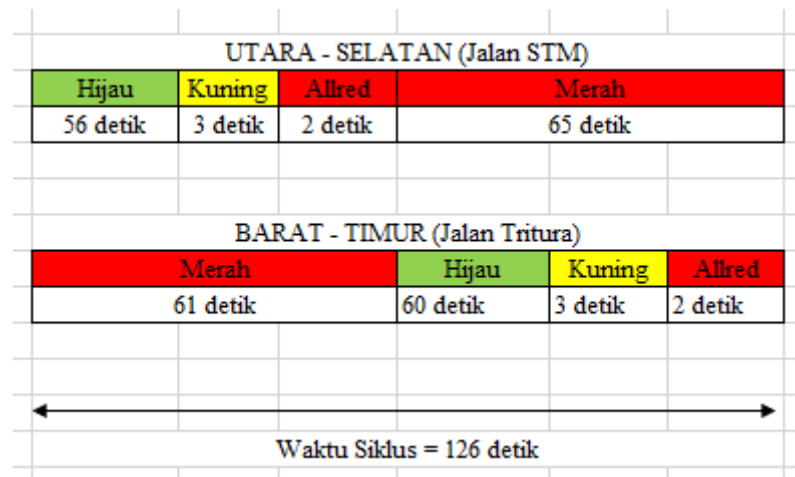 UTARA - SELATAN (Jalan STM)
Hijau Kuning Allred Merah
56 detik 3 detik 2 detik 65 detik
BARAT - TIMUR (Jalan Tritura)
Merah Hijau Kuning Allred
61 detik 60 detik 3 detik 2 detik
Waktu Siklus = 126 detik